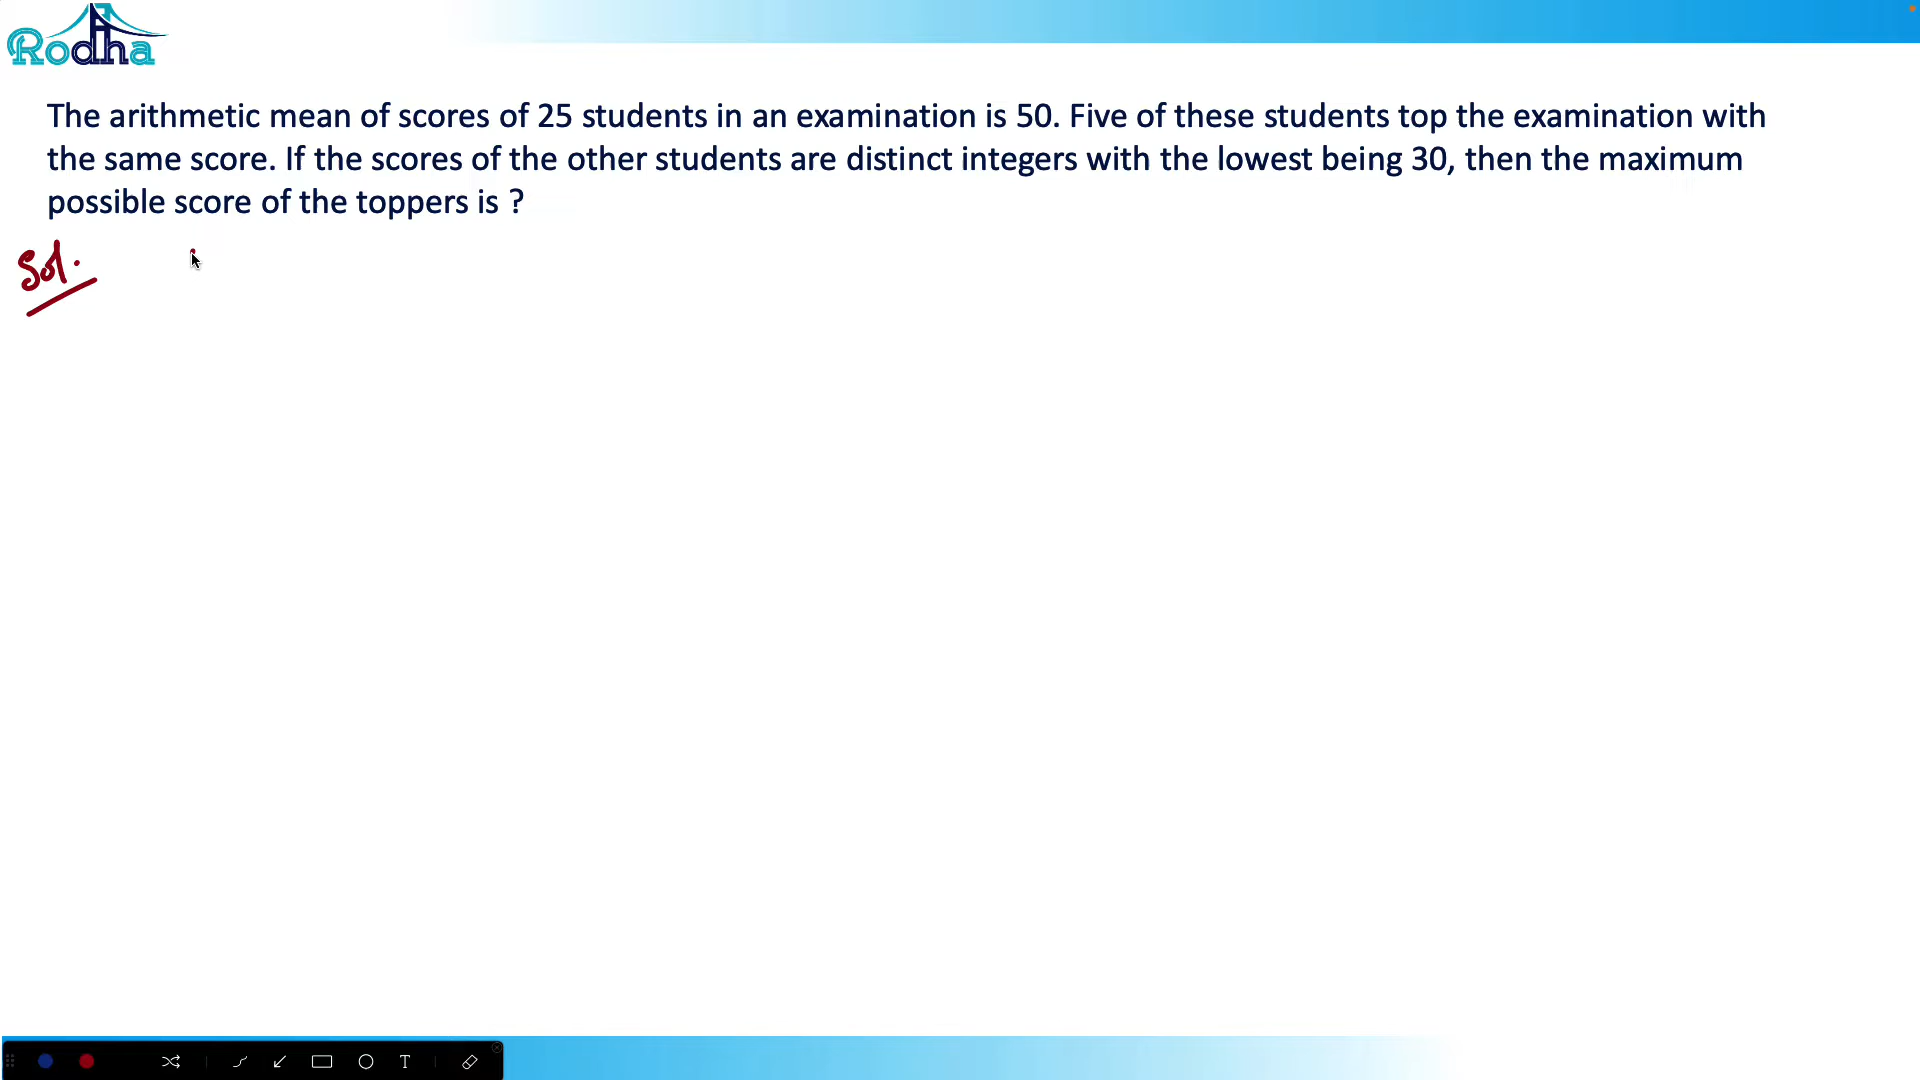 Rodha
The arithmetic mean of scores of 25 students in an examination is 50. Five of these students top the examination with
the same score. If the scores of the other students are distinct integers with the lowest being 30, then the maximum
possible score of the toppers is ?
Sol.
T